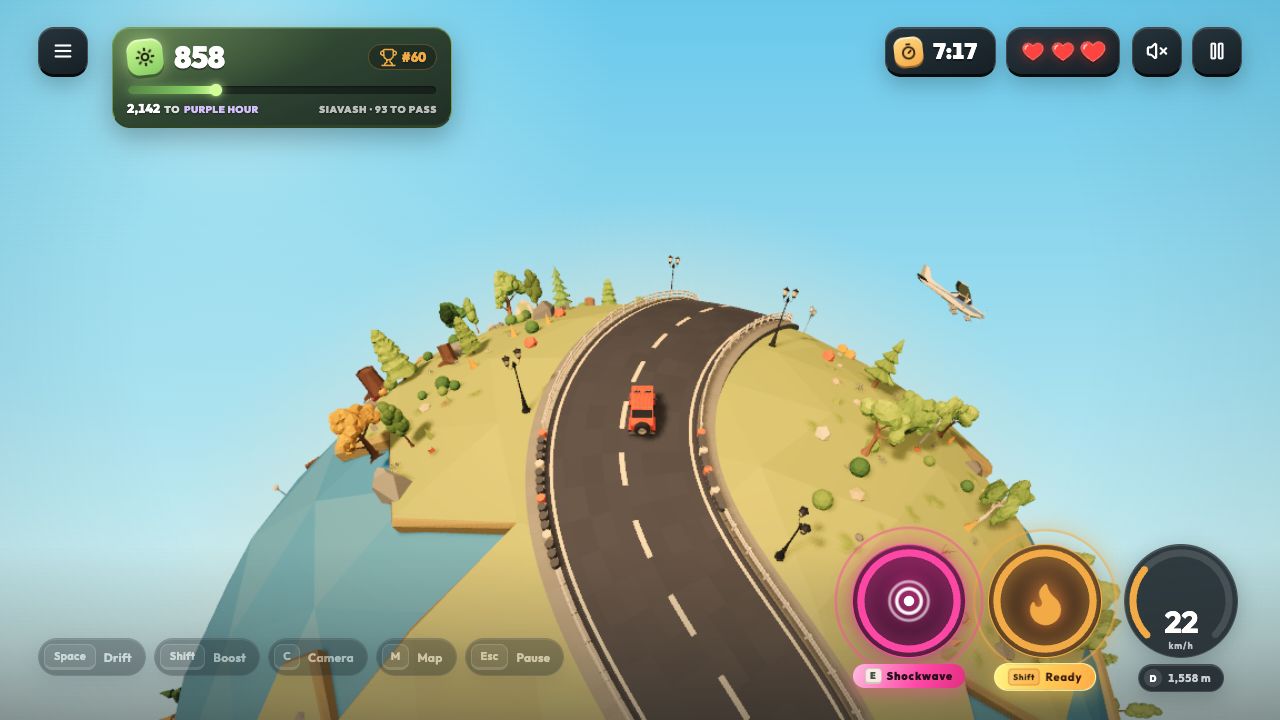 858
#60
2,142 TO PURPLE HOUR
SIAVASH · 93 TO PASS
7:17
Space Drift
Shift Boost
C Camera
M Map
Esc Pause
E Shockwave
Shift Ready
22
km/h
D 1,558 m